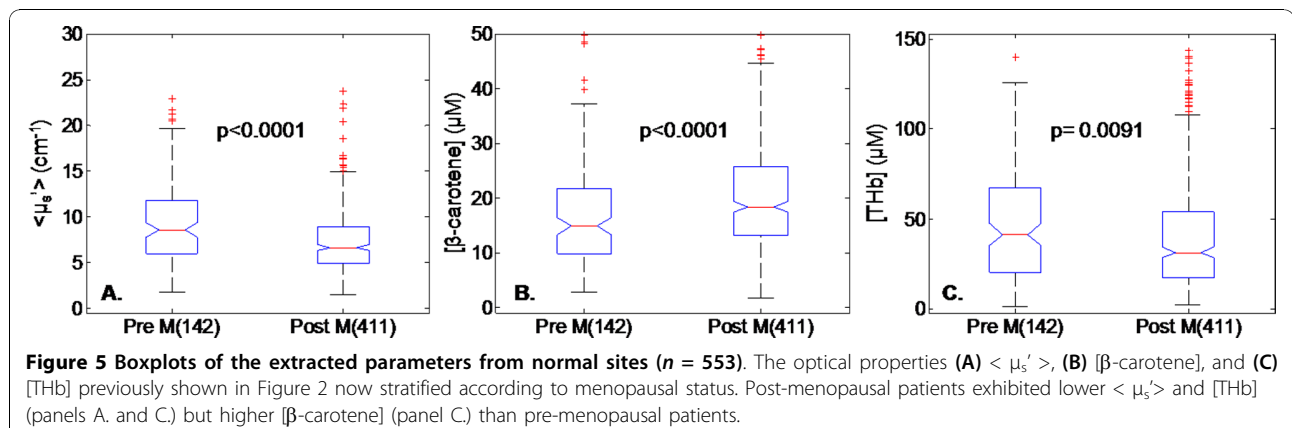 30
25
20
15
10
5
0
<μs'> (cm⁻¹)
p<0.0001
A.
Pre M(142) Post M(411)
50
40
30
20
10
0
[β-carotene] (μM)
p<0.0001
B.
Pre M(142) Post M(411)
150
100
50
0
[THb] (μM)
p= 0.0091
C.
Pre M(142) Post M(411)
Figure 5 Boxplots of the extracted parameters from normal sites (n = 553). The optical properties (A) < μs′ >, (B) [β-carotene], and (C)
[THb] previously shown in Figure 2 now stratified according to menopausal status. Post-menopausal patients exhibited lower < μs′> and [THb]
(panels A. and C.) but higher [β-carotene] (panel C.) than pre-menopausal patients.